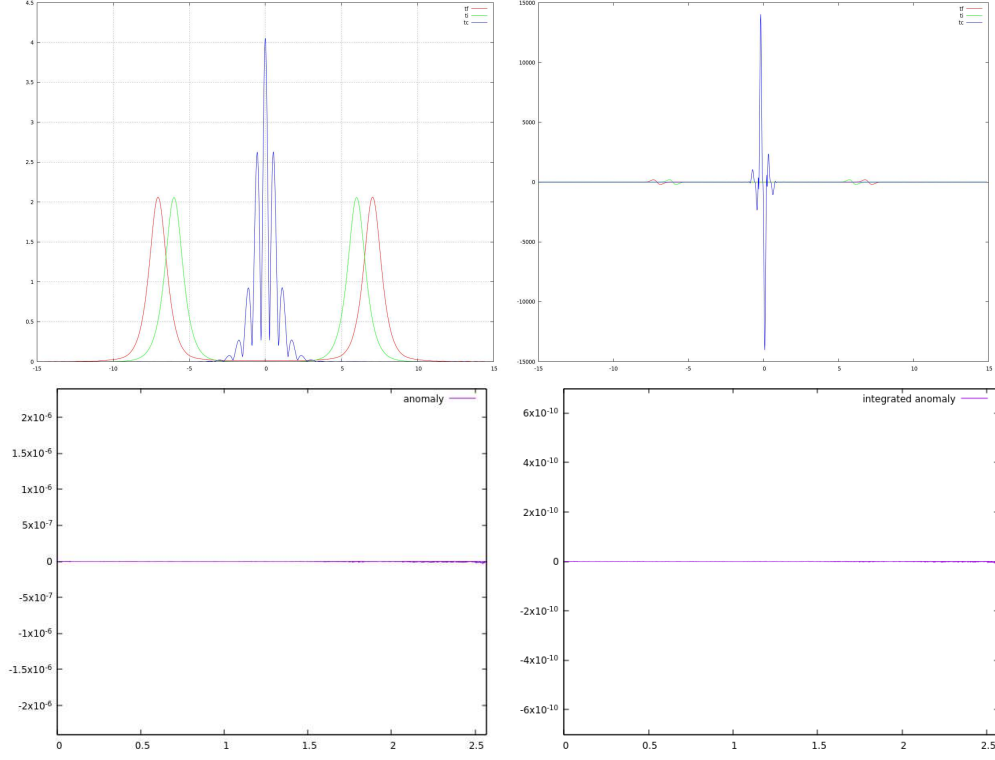 4.5
4
3.5
3
2.5
2
1.5
1
0.5
0
-15 -10 -5 0 5 10 15
tf
ti
tc
15000
10000
5000
0
-5000
-10000
-15000
-15 -10 -5 0 5 10 15
tf
ti
tc
anomaly
2x10-6
1.5x10-6
1x10-6
5x10-7
0
-5x10-7
-1x10-6
-1.5x10-6
-2x10-6
0 0.5 1 1.5 2 2.5
integrated anomaly
6x10-10
4x10-10
2x10-10
0
-2x10-10
-4x10-10
-6x10-10
0 0.5 1 1.5 2 2.5